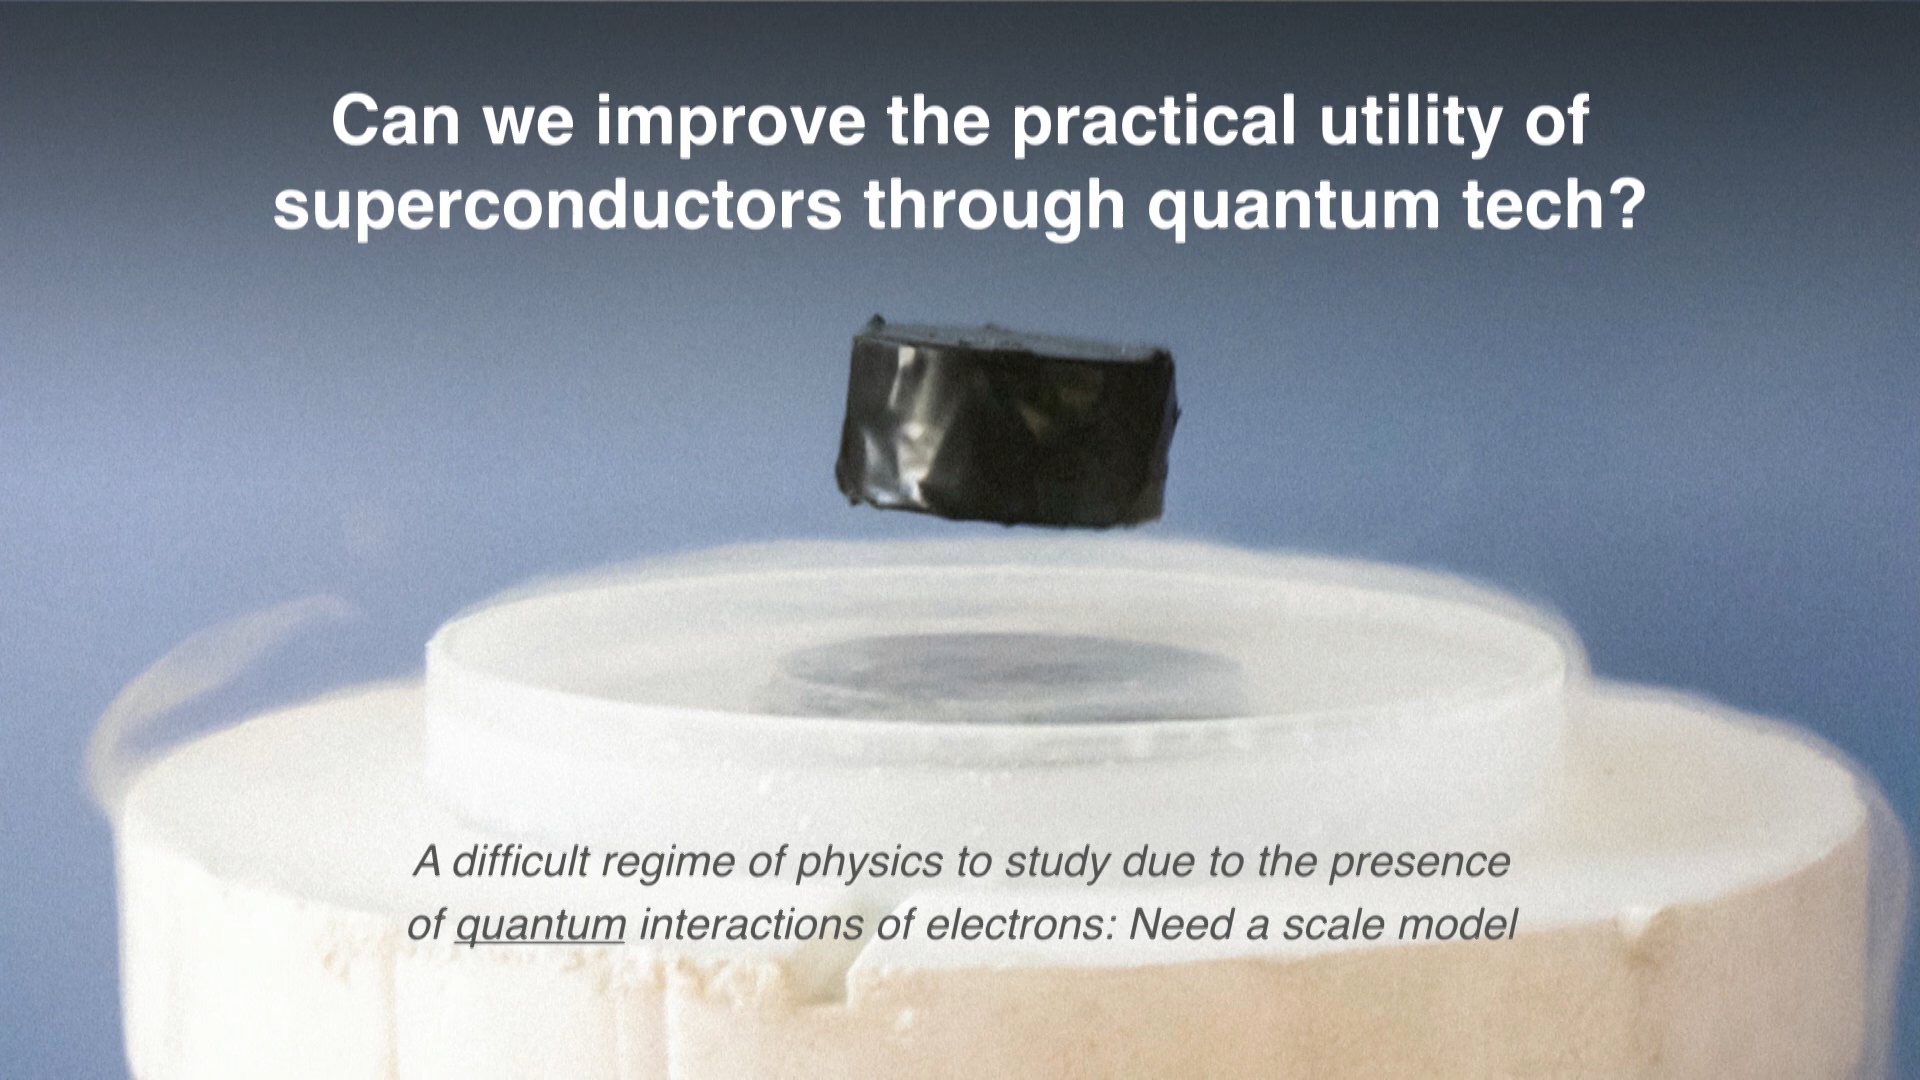 Can we improve the practical utility of
superconductors through quantum tech?
A difficult regime of physics to study due to the presence
of quantum interactions of electrons: Need a scale model